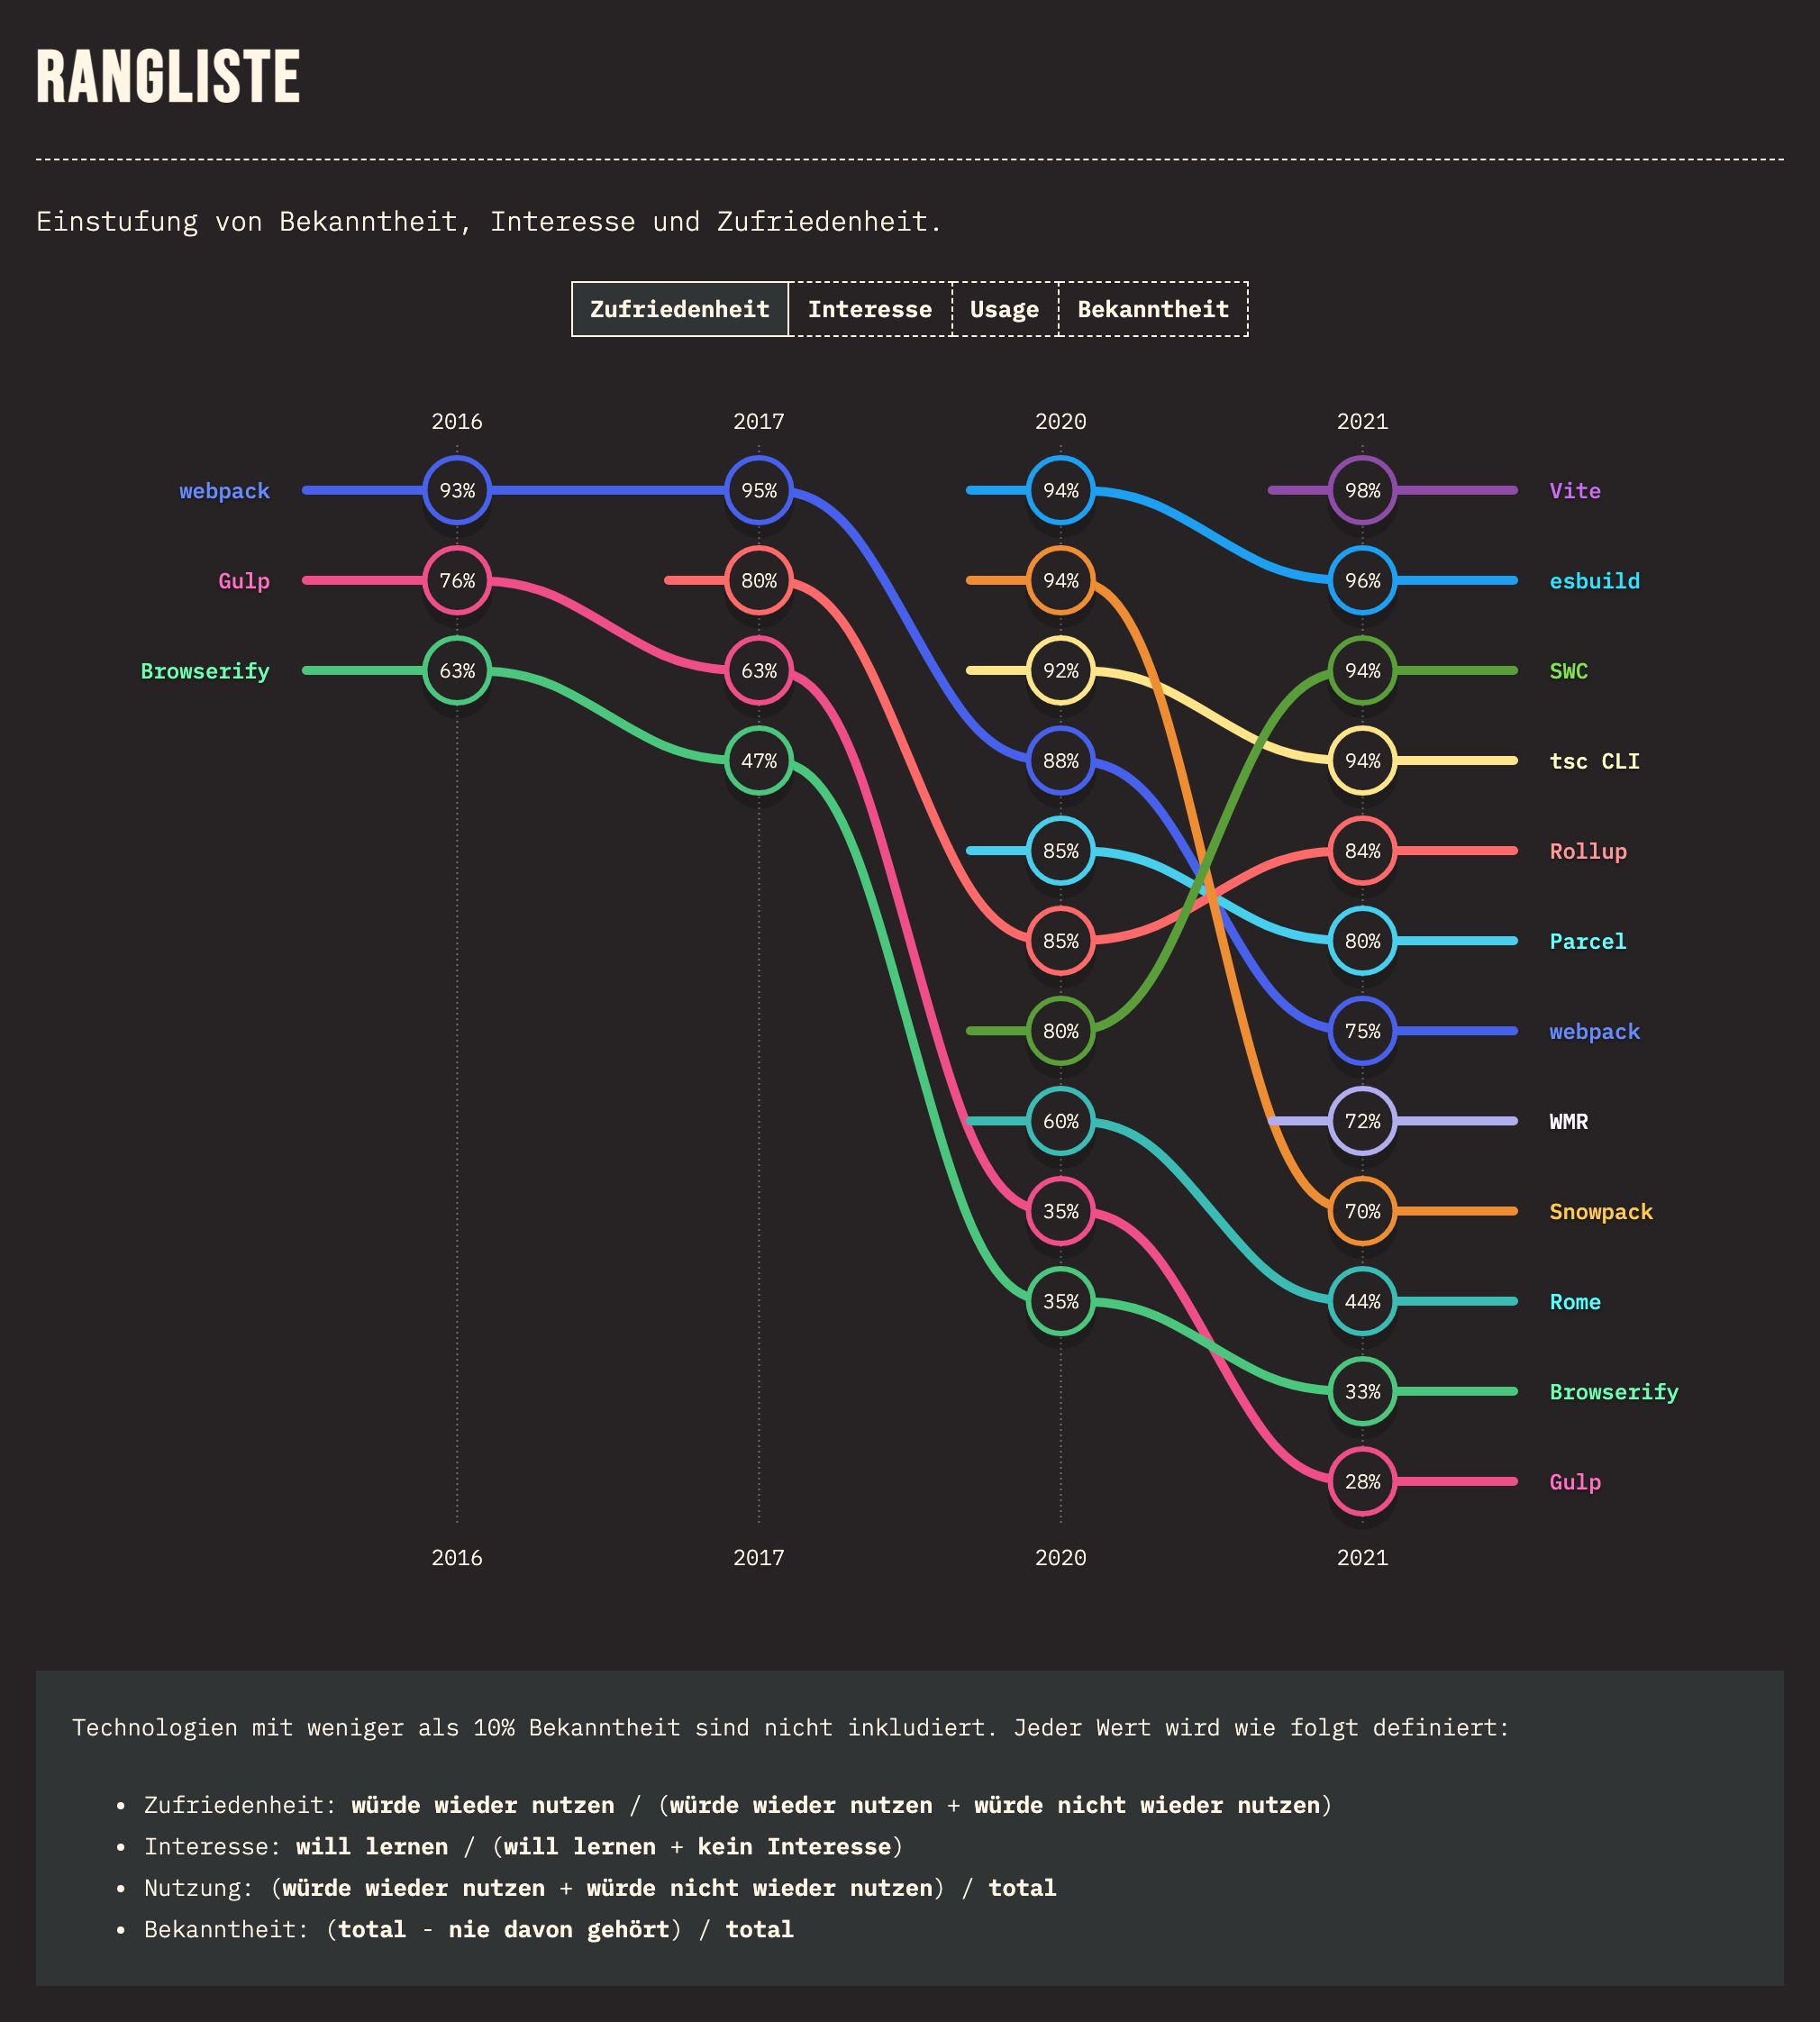 RANGLISTE
Einstufung von Bekanntheit, Interesse und Zufriedenheit.
Zufriedenheit Interesse Usage Bekanntheit
2016 2017 2020 2021
webpack 93% 95% 94% 98% Vite
Gulp 76% 80% 94% 96% esbuild
Browserify 63% 63% 92% 94% SWC
47% 88% 94% tsc CLI
85% 84% Rollup
85% 80% Parcel
80% 75% webpack
60% 72% WMR
35% 70% Snowpack
35% 44% Rome
33% Browserify
28% Gulp
2016 2017 2020 2021
Technologien mit weniger als 10% Bekanntheit sind nicht inkludiert. Jeder Wert wird wie folgt definiert:
• Zufriedenheit: würde wieder nutzen / (würde wieder nutzen + würde nicht wieder nutzen)
• Interesse: will lernen / (will lernen + kein Interesse)
• Nutzung: (würde wieder nutzen + würde nicht wieder nutzen) / total
• Bekanntheit: (total - nie davon gehört) / total